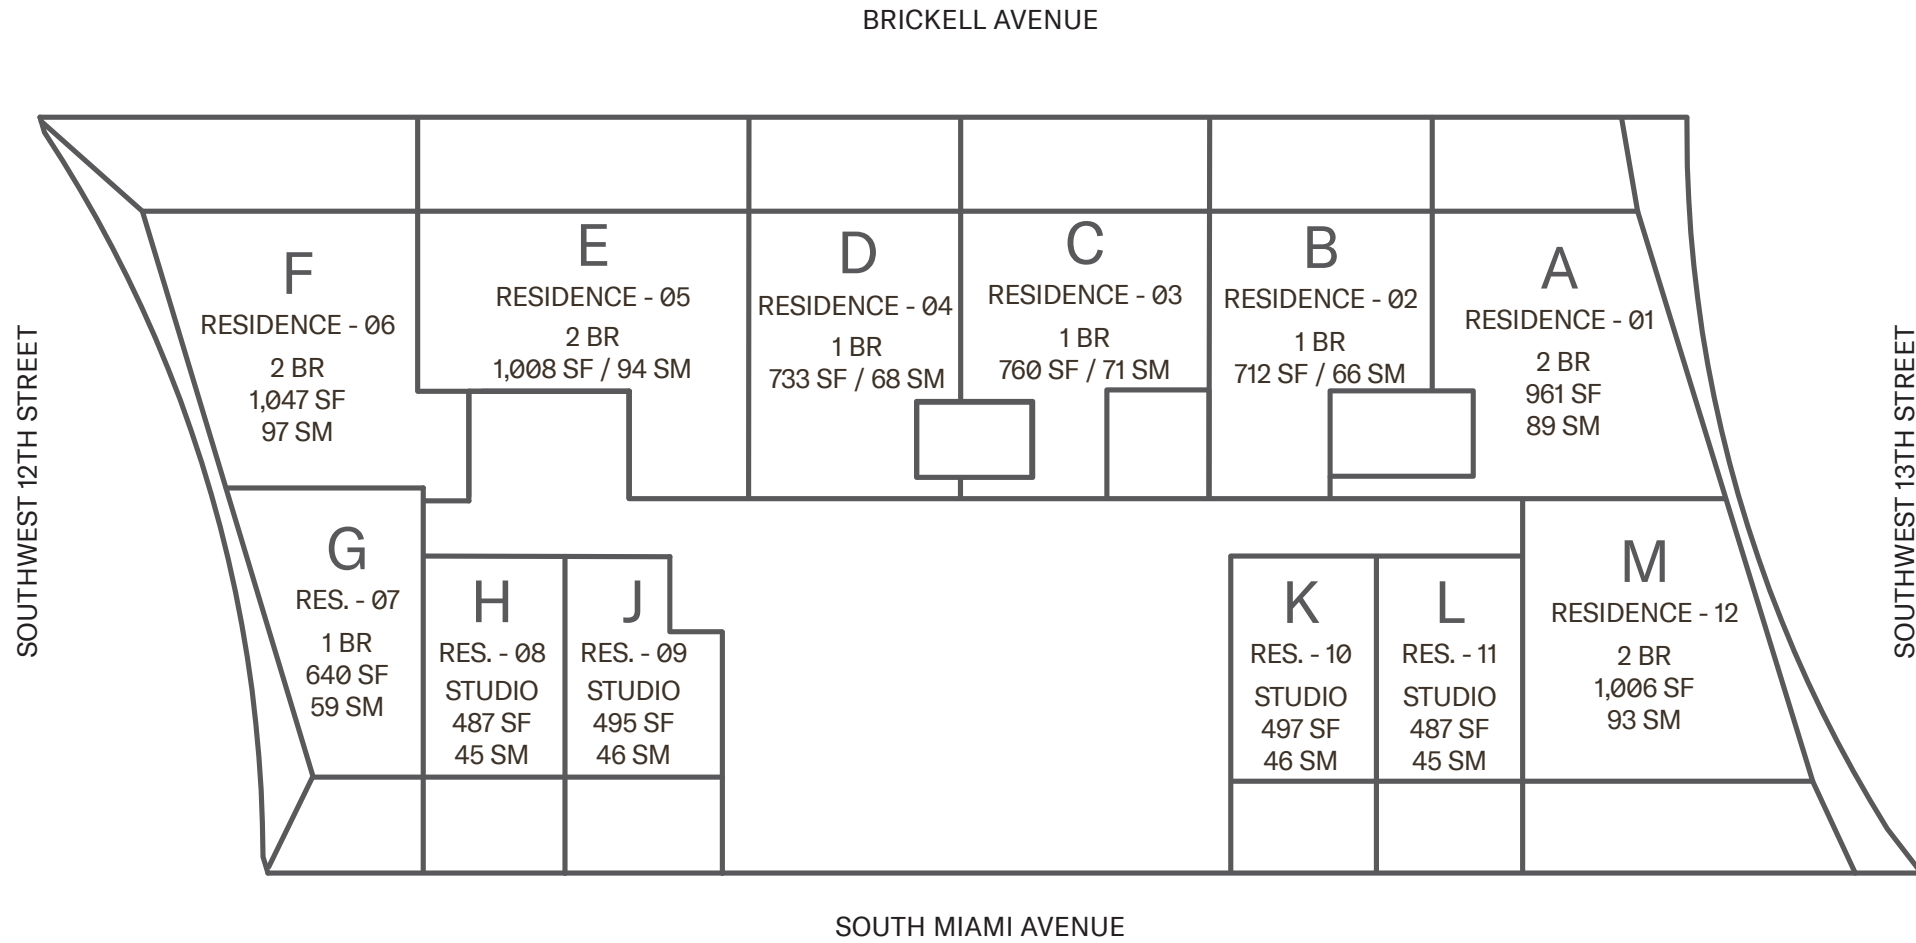 BRICKELL AVENUE
SOUTHWEST 12TH STREET
F
RESIDENCE - 06
2 BR
1,047 SF
97 SM
E
RESIDENCE - 05
2 BR
1,008 SF / 94 SM
D
RESIDENCE - 04
1 BR
733 SF / 68 SM
C
RESIDENCE - 03
1 BR
760 SF / 71 SM
B
RESIDENCE - 02
1 BR
712 SF / 66 SM
A
RESIDENCE - 01
2 BR
961 SF
89 SM
SOUTHWEST 13TH STREET
G
RES. - 07
1 BR
640 SF
59 SM
H
RES. - 08
STUDIO
487 SF
45 SM
J
RES. - 09
STUDIO
495 SF
46 SM
K
RES. - 10
STUDIO
497 SF
46 SM
L
RES. - 11
STUDIO
487 SF
45 SM
M
RESIDENCE - 12
2 BR
1,006 SF
93 SM
SOUTH MIAMI AVENUE